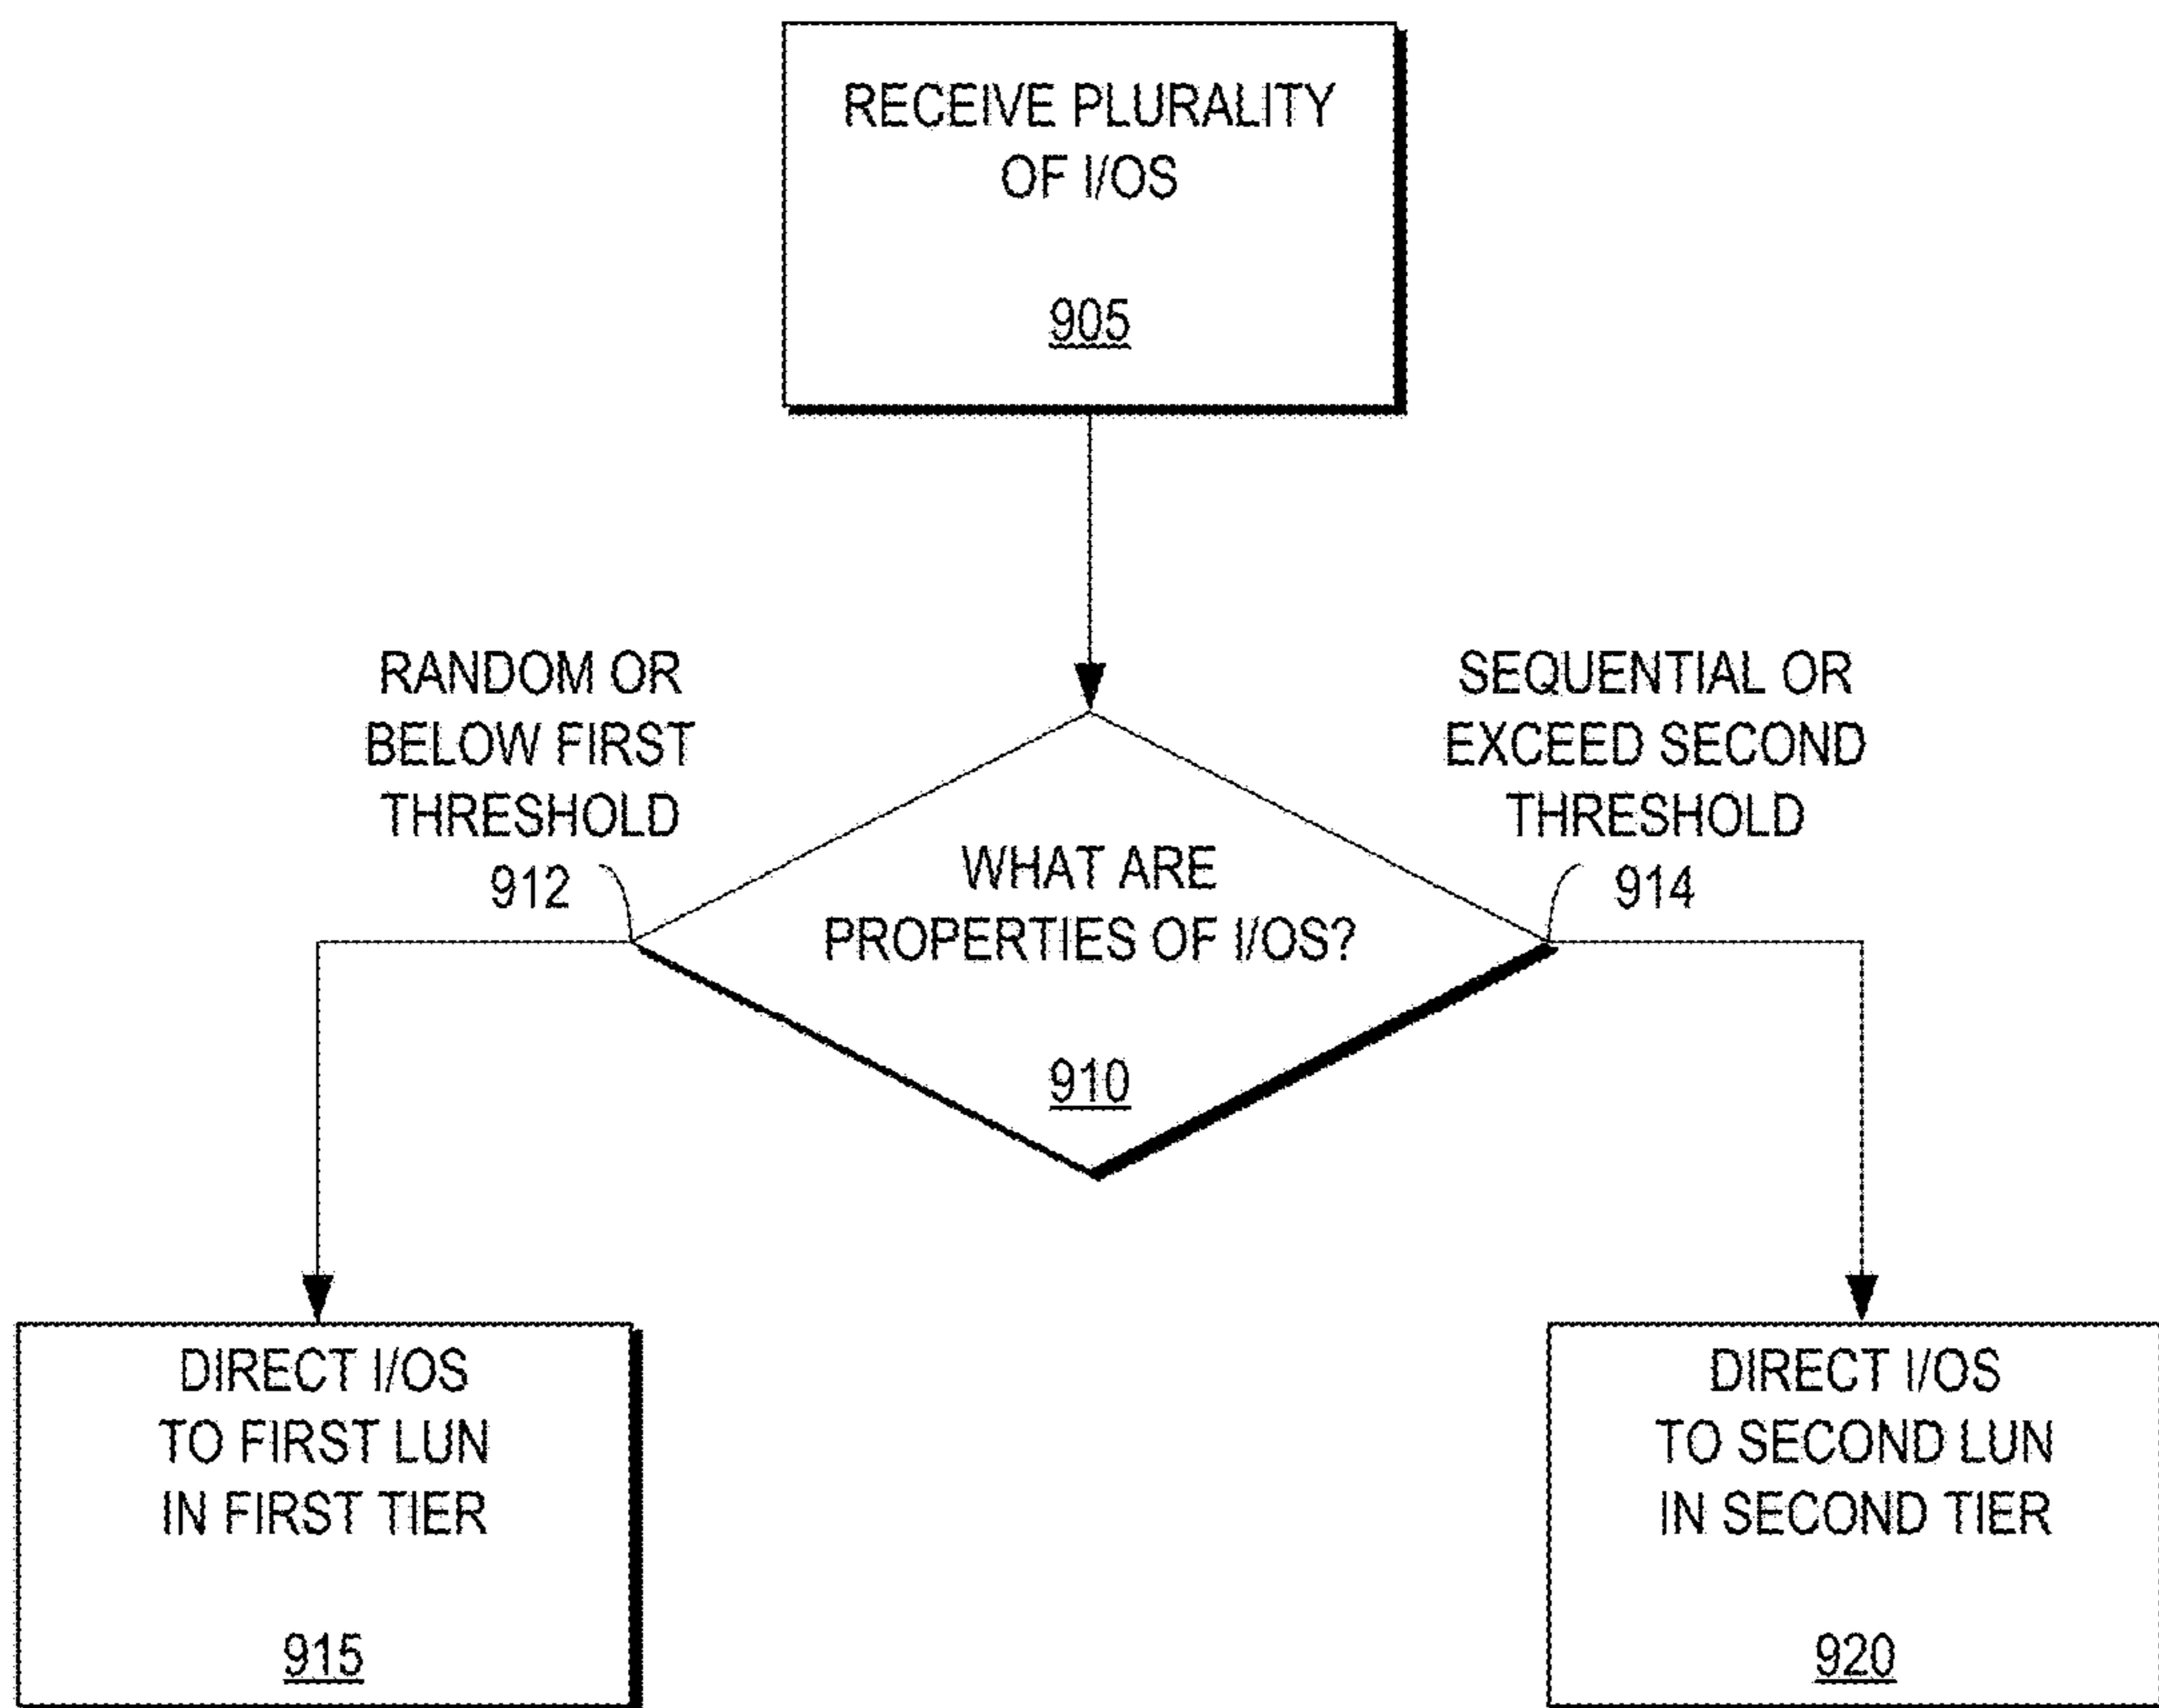 RECEIVE PLURALITY
OF I/OS
905
RANDOM OR
BELOW FIRST
THRESHOLD
912
SEQUENTIAL OR
EXCEED SECOND
THRESHOLD
914
WHAT ARE
PROPERTIES OF I/OS?
910
DIRECT I/OS
TO FIRST LUN
IN FIRST TIER
915
DIRECT I/OS
TO SECOND LUN
IN SECOND TIER
920